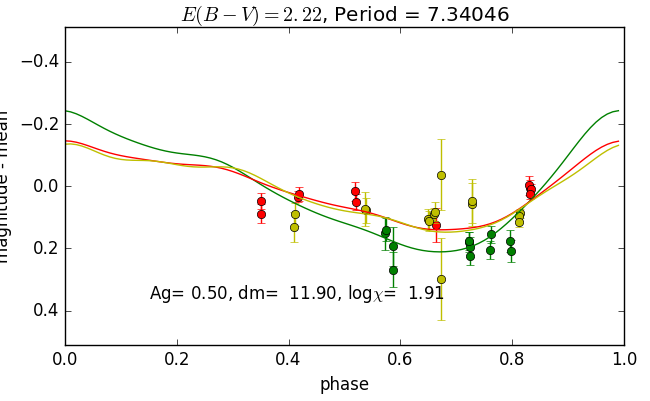 E(B − V) = 2.22, Period = 7.34046
magnitude - mean
−0.4
−0.2
0.0
0.2
0.4
Ag= 0.50, dm= 11.90, logχ= 1.91
0.0 0.2 0.4 0.6 0.8 1.0
phase